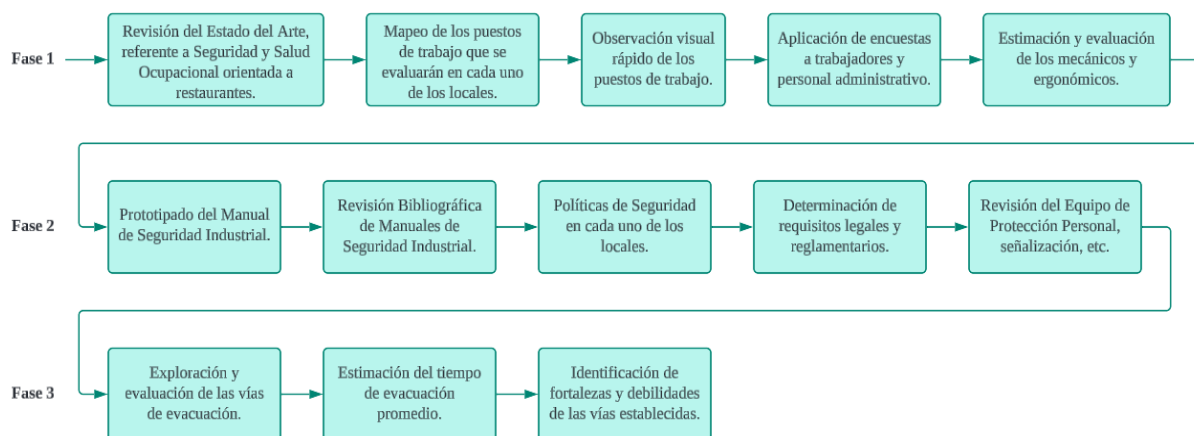 Fase 1
Revisión del Estado del Arte,
referente a Seguridad y Salud
Ocupacional orientada a
restaurantes.
Mapeo de los puestos
de trabajo que se
evaluarán en cada uno
de los locales.
Observación visual
rápido de los
puestos de trabajo.
Aplicación de encuestas
a trabajadores y
personal administrativo.
Estimación y evaluación
de los mecánicos y
ergonómicos.
Fase 2
Prototipado del Manual
de Seguridad Industrial.
Revisión Bibliográfica
de Manuales de
Seguridad Industrial.
Políticas de Seguridad
en cada uno de los
locales.
Determinación de
requisitos legales y
reglamentarios.
Revisión del Equipo de
Protección Personal,
señalización, etc.
Fase 3
Exploración y
evaluación de las vías
de evacuación.
Estimación del tiempo
de evacuación
promedio.
Identificación de
fortalezas y debilidades
de las vías establecidas.